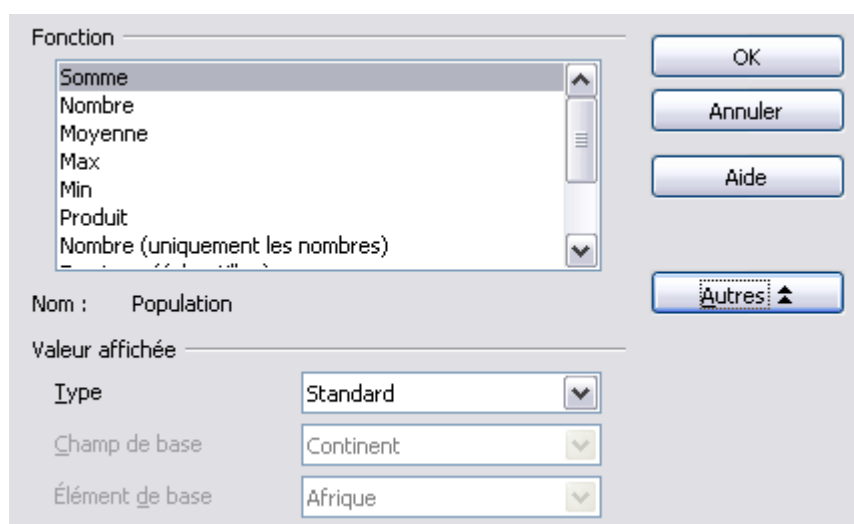 Fonction
Somme
Nombre
Moyenne
Max
Min
Produit
Nombre (uniquement les nombres)
OK
Annuler
Aide
Autres
Nom : Population
Valeur affichée
Type Standard
Champ de base Continent
Élément de base Afrique